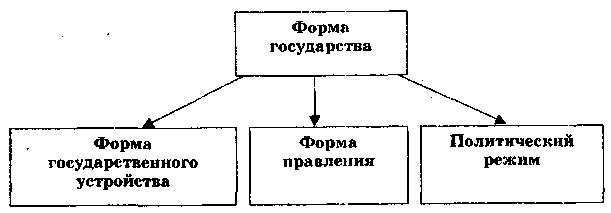 Форма
государства
Форма
государственного
устройства
Форма
правления
Политический
режим